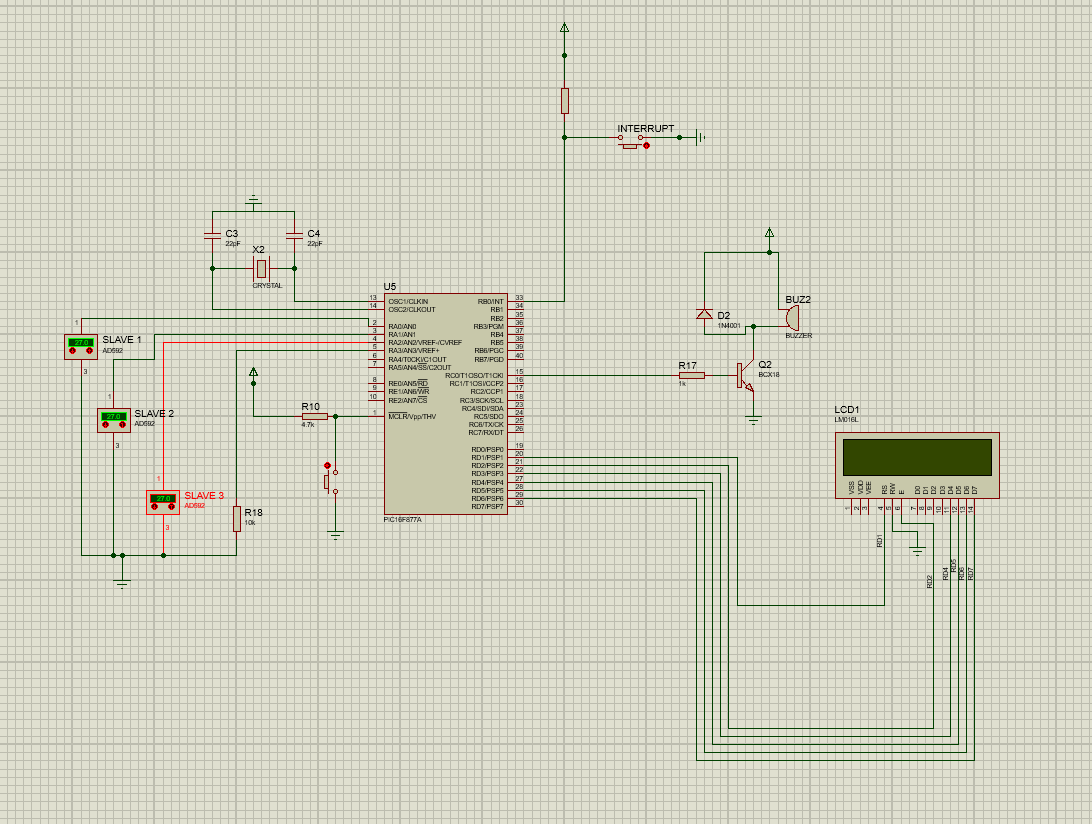 INTERRUPT
C3
22pF
C4
22pF
X2
CRYSTAL
U5
PIC16F877A
13 OSC1/CLKIN
14 OSC2/CLKOUT
2 RA0/AN0
3 RA1/AN1
4 RA2/AN2/VREF-/CVREF
5 RA3/AN3/VREF+
6 RA4/T0CKI/C1OUT
7 RA5/AN4/SS/C2OUT
8 RE0/AN5/RD
9 RE1/AN6/WR
10 RE2/AN7/CS
1 MCLR/Vpp/THV
RB0/INT 33
RB1 34
RB2 35
RB3/PGM 36
RB4 37
RB5 38
RB6/PGC 39
RB7/PGD 40
RC0/T1OSO/T1CKI 15
RC1/T1OSI/CCP2 16
RC2/CCP1 17
RC3/SCK/SCL 18
RC4/SDI/SDA 23
RC5/SDO 24
RC6/TX/CK 25
RC7/RX/DT 26
RD0/PSP0 19
RD1/PSP1 20
RD2/PSP2 21
RD3/PSP3 22
RD4/PSP4 27
RD5/PSP5 28
RD6/PSP6 29
RD7/PSP7 30
1
27.0
SLAVE 1
AD592
3
1
27.0
SLAVE 2
AD592
3
1
27.0
SLAVE 3
AD592
3
R18
10k
R10
4.7k
D2
1N4001
BUZ2
BUZZER
R17
1k
Q2
BCX18
LCD1
LM016L
VSS VDD VEE RS RW E D0 D1 D2 D3 D4 D5 D6 D7
1 2 3 4 5 6 7 8 9 10 11 12 13 14
RD1
RD2
RD4
RD5
RD6
RD7